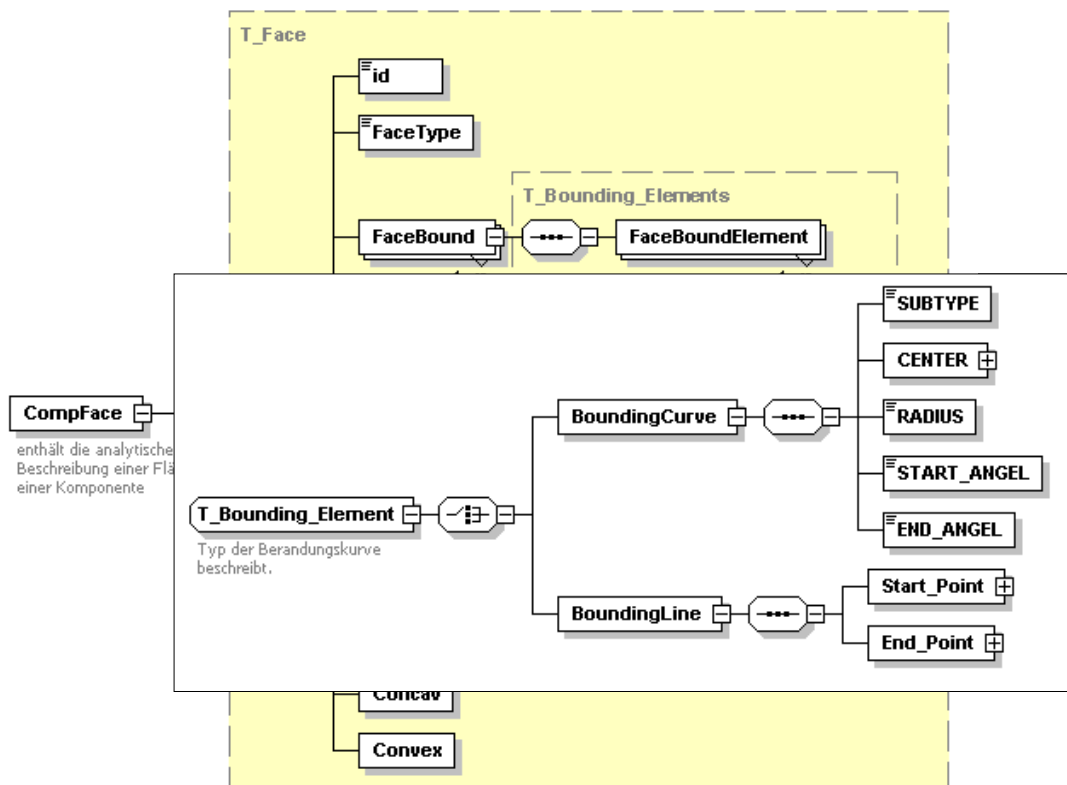 T_Face
id
FaceType
T_Bounding_Elements
FaceBound
FaceBoundElement
SUBTYPE
CENTER
CompFace
BoundingCurve
RADIUS
enthält die analytische
Beschreibung einer Flä
einer Komponente
START_ANGEL
T_Bounding_Element
END_ANGEL
Typ der Berandungskurve
beschreibt.
Start_Point
BoundingLine
End_Point
Concav
Convex